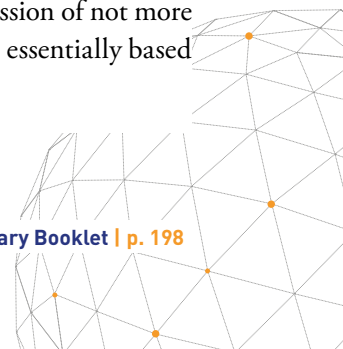 ssion of not more
essentially based
ary Booklet | p. 198